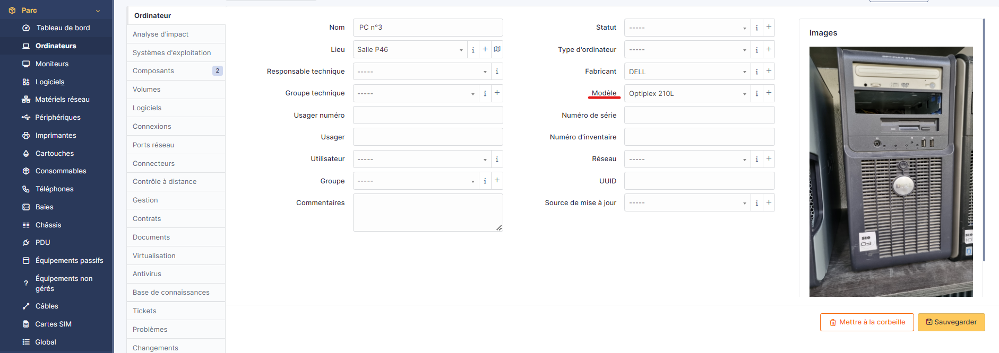 Parc
Tableau de bord
Ordinateurs
Moniteurs
Logiciels
Matériels réseau
Périphériques
Imprimantes
Cartouches
Consommables
Téléphones
Baies
Châssis
PDU
Équipements passifs
Équipements non
gérés
Câbles
Cartes SIM
Global
Ordinateur
Analyse d'impact
Systèmes d'exploitation
Composants 2
Volumes
Logiciels
Connexions
Ports réseau
Connecteurs
Contrôle à distance
Gestion
Contrats
Documents
Virtualisation
Antivirus
Base de connaissances
Tickets
Problèmes
Changements
Nom PC n°3
Lieu Salle P46
Responsable technique -----
Groupe technique -----
Usager numéro
Usager
Utilisateur -----
Groupe -----
Commentaires
Statut -----
Type d'ordinateur -----
Fabricant DELL
Modèle Optiplex 210L
Numéro de série
Numéro d'inventaire
Réseau -----
UUID
Source de mise à jour -----
Images
OPTIPLEX 210L
DVD
DELL
SIO
03
SIO
Mettre à la corbeille
Sauvegarder